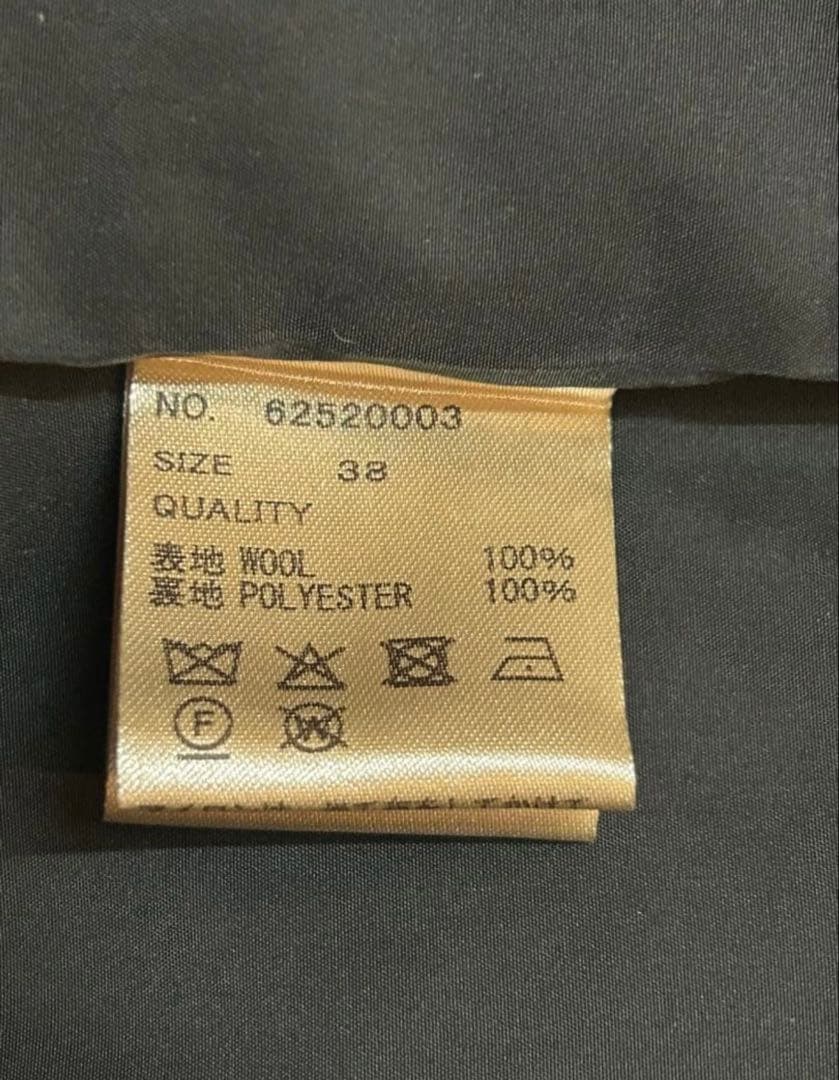 NO. 62520003
SIZE 38
QUALITY
表地 WOOL 100%
裏地 POLYESTER 100%
F
W